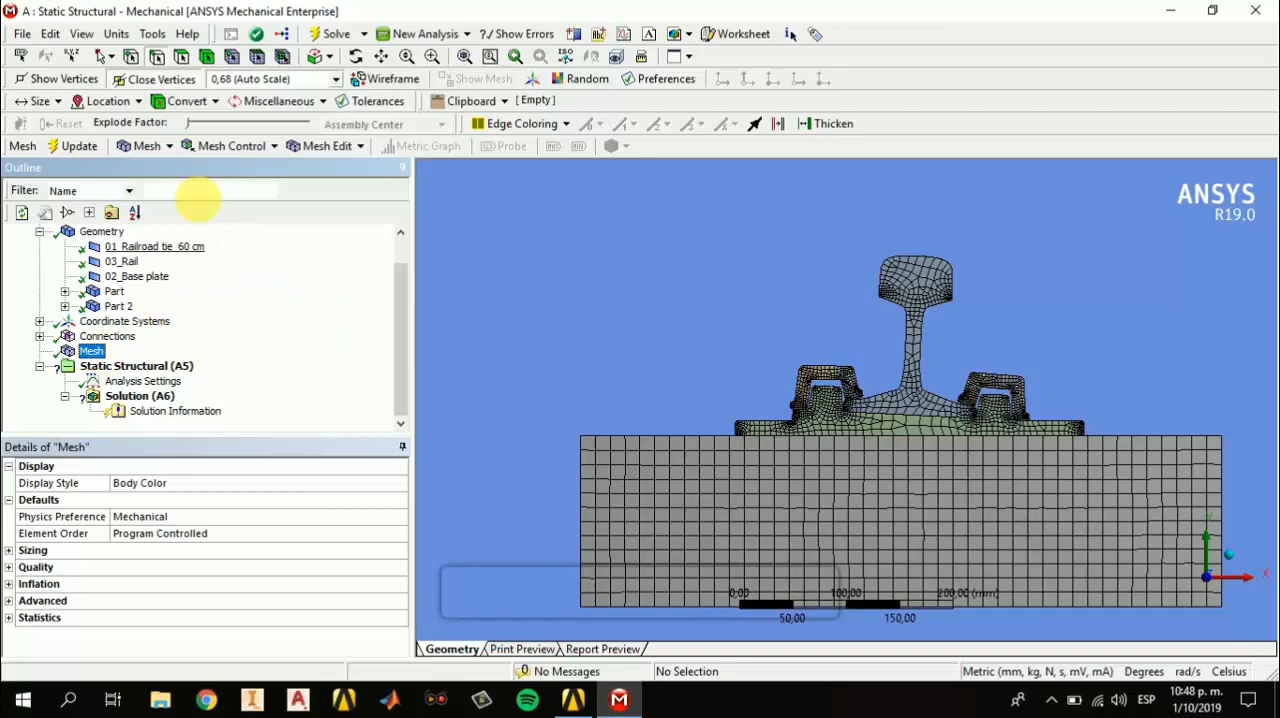 A : Static Structural - Mechanical [ANSYS Mechanical Enterprise]
File Edit View Units Tools Help Solve New Analysis ?/ Show Errors Worksheet
Show Vertices Close Vertices 0,68 (Auto Scale) Wireframe Show Mesh Random Preferences
Size Location Convert Miscellaneous Tolerances Clipboard [ Empty ]
Reset Explode Factor: Assembly Center Edge Coloring Thicken
Mesh Update Mesh Mesh Control Mesh Edit Metric Graph Probe
Outline
Filter: Name
Geometry
01_Railroad tie_60 cm
03_Rail
02_Base plate
Part
Part 2
Coordinate Systems
Connections
Mesh
Static Structural (A5)
Analysis Settings
Solution (A6)
Solution Information
Details of "Mesh"
Display
Display Style Body Color
Defaults
Physics Preference Mechanical
Element Order Program Controlled
Sizing
Quality
Inflation
Advanced
Statistics
ANSYS
R19.0
Y
X
0,00 100,00 200,00 (mm)
50,00 150,00
Geometry Print Preview Report Preview
No Messages No Selection Metric (mm, kg, N, s, mV, mA) Degrees rad/s Celsius
ESP
10:48 p. m.
1/10/2019